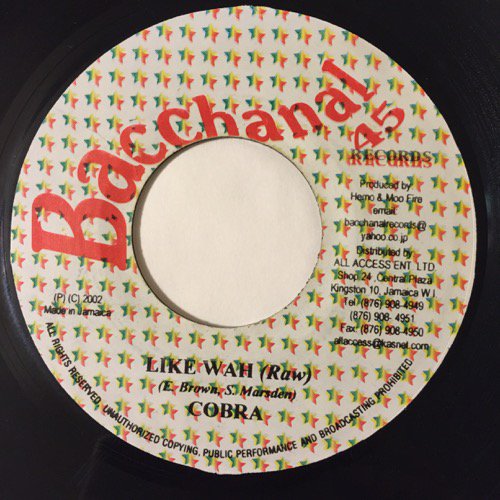 Bacchanal
45
RECORDS
Produced by
Hemo & Moo Fire
email:
bacchanalrecords@
yahoo.co.jp
Distributed by
ALL ACCESS ENT LTD
Shop 24 Central Plaza
Kingston 10, Jamaica W.I.
Tel: (876) 908- 4949
(876) 908- 4951
Fax: (876) 908- 4950
allaccess@kasnet.com
(P) (C) 2002
Made in Jamaica
LIKE WAH (Raw)
(E. Brown, S. Marsden)
COBRA
ALL RIGHTS RESERVED, UNAUTHORIZED COPYING, PUBLIC PERFORMANCE AND BROADCASTING PROHIBITED